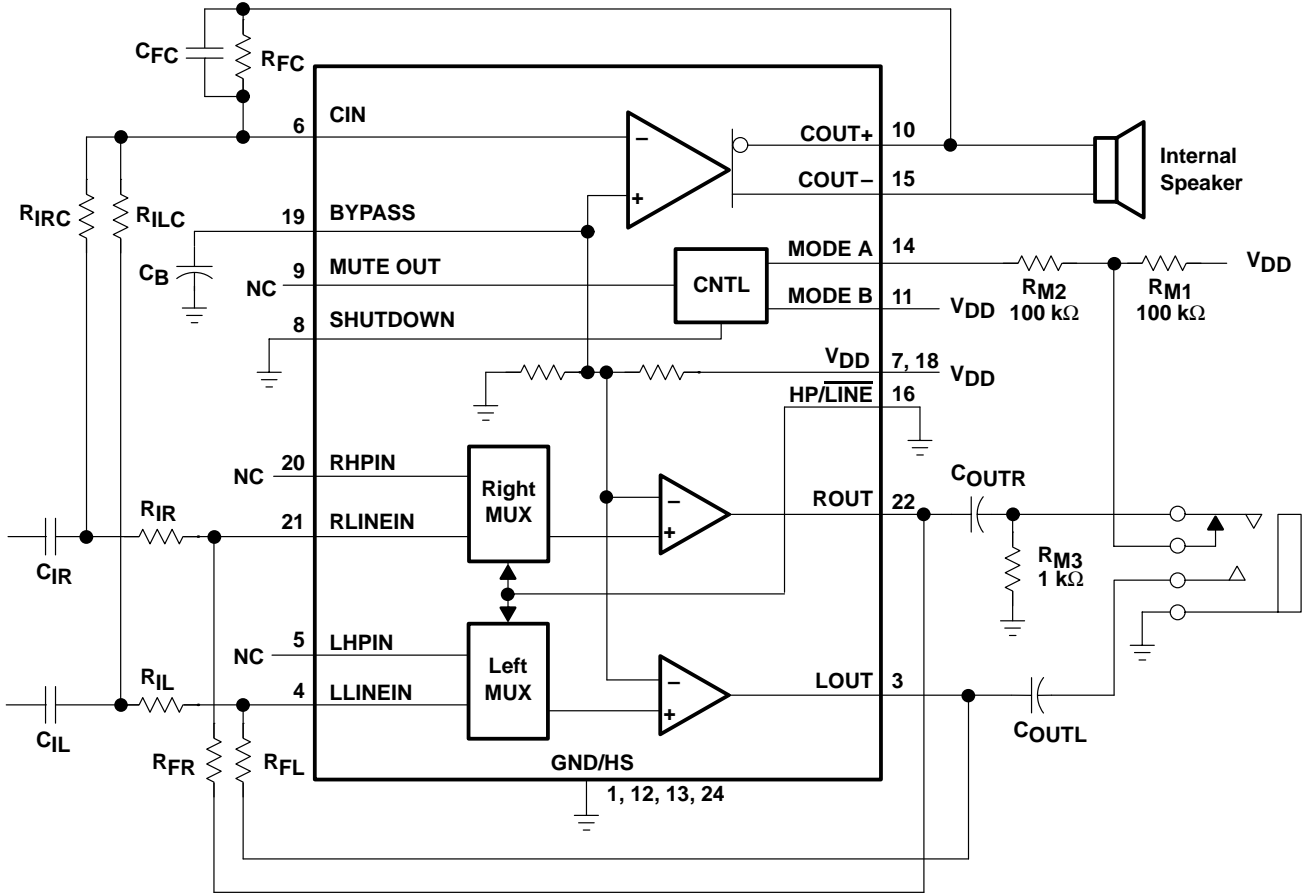 CFC
RFC
6
CIN
COUT+
10
COUT−
15
Internal
Speaker
RIRC
RILC
19
BYPASS
CB
NC
9
MUTE OUT
8
SHUTDOWN
CNTL
MODE A
14
MODE B
11
VDD
RM2
100 kΩ
RM1
100 kΩ
VDD
VDD
7, 18
VDD
HP/LINE
16
NC
20
RHPIN
Right
MUX
RIR
21
RLINEIN
ROUT
22
COUTR
CIR
RM3
1 kΩ
NC
5
LHPIN
Left
MUX
RIL
4
LLINEIN
LOUT
3
CIL
COUTL
RFR
RFL
GND/HS
1, 12, 13, 24
−
+
−
+
−
+